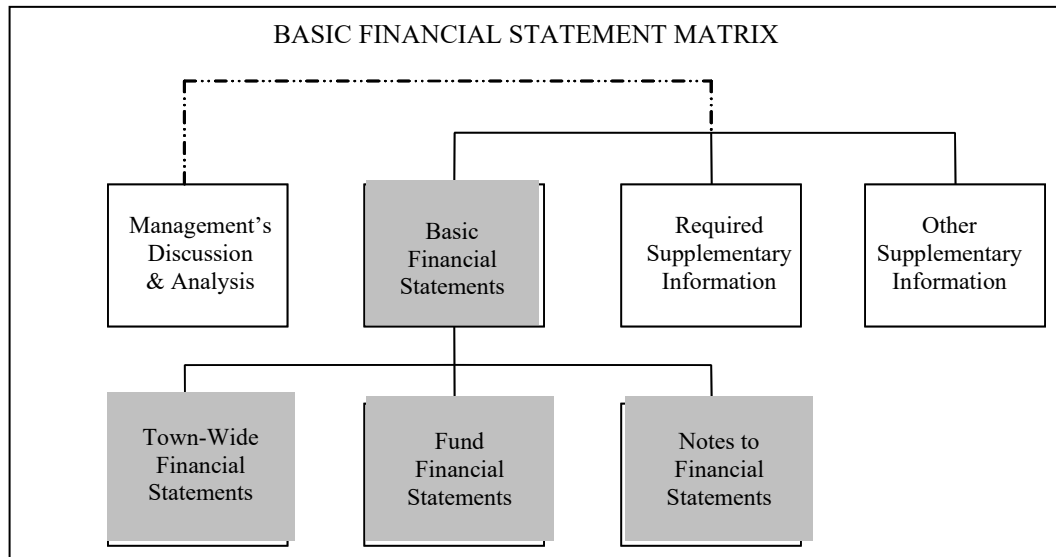 BASIC FINANCIAL STATEMENT MATRIX
Management’s
Discussion
& Analysis
Basic
Financial
Statements
Required
Supplementary
Information
Other
Supplementary
Information
Town-Wide
Financial
Statements
Fund
Financial
Statements
Notes to
Financial
Statements